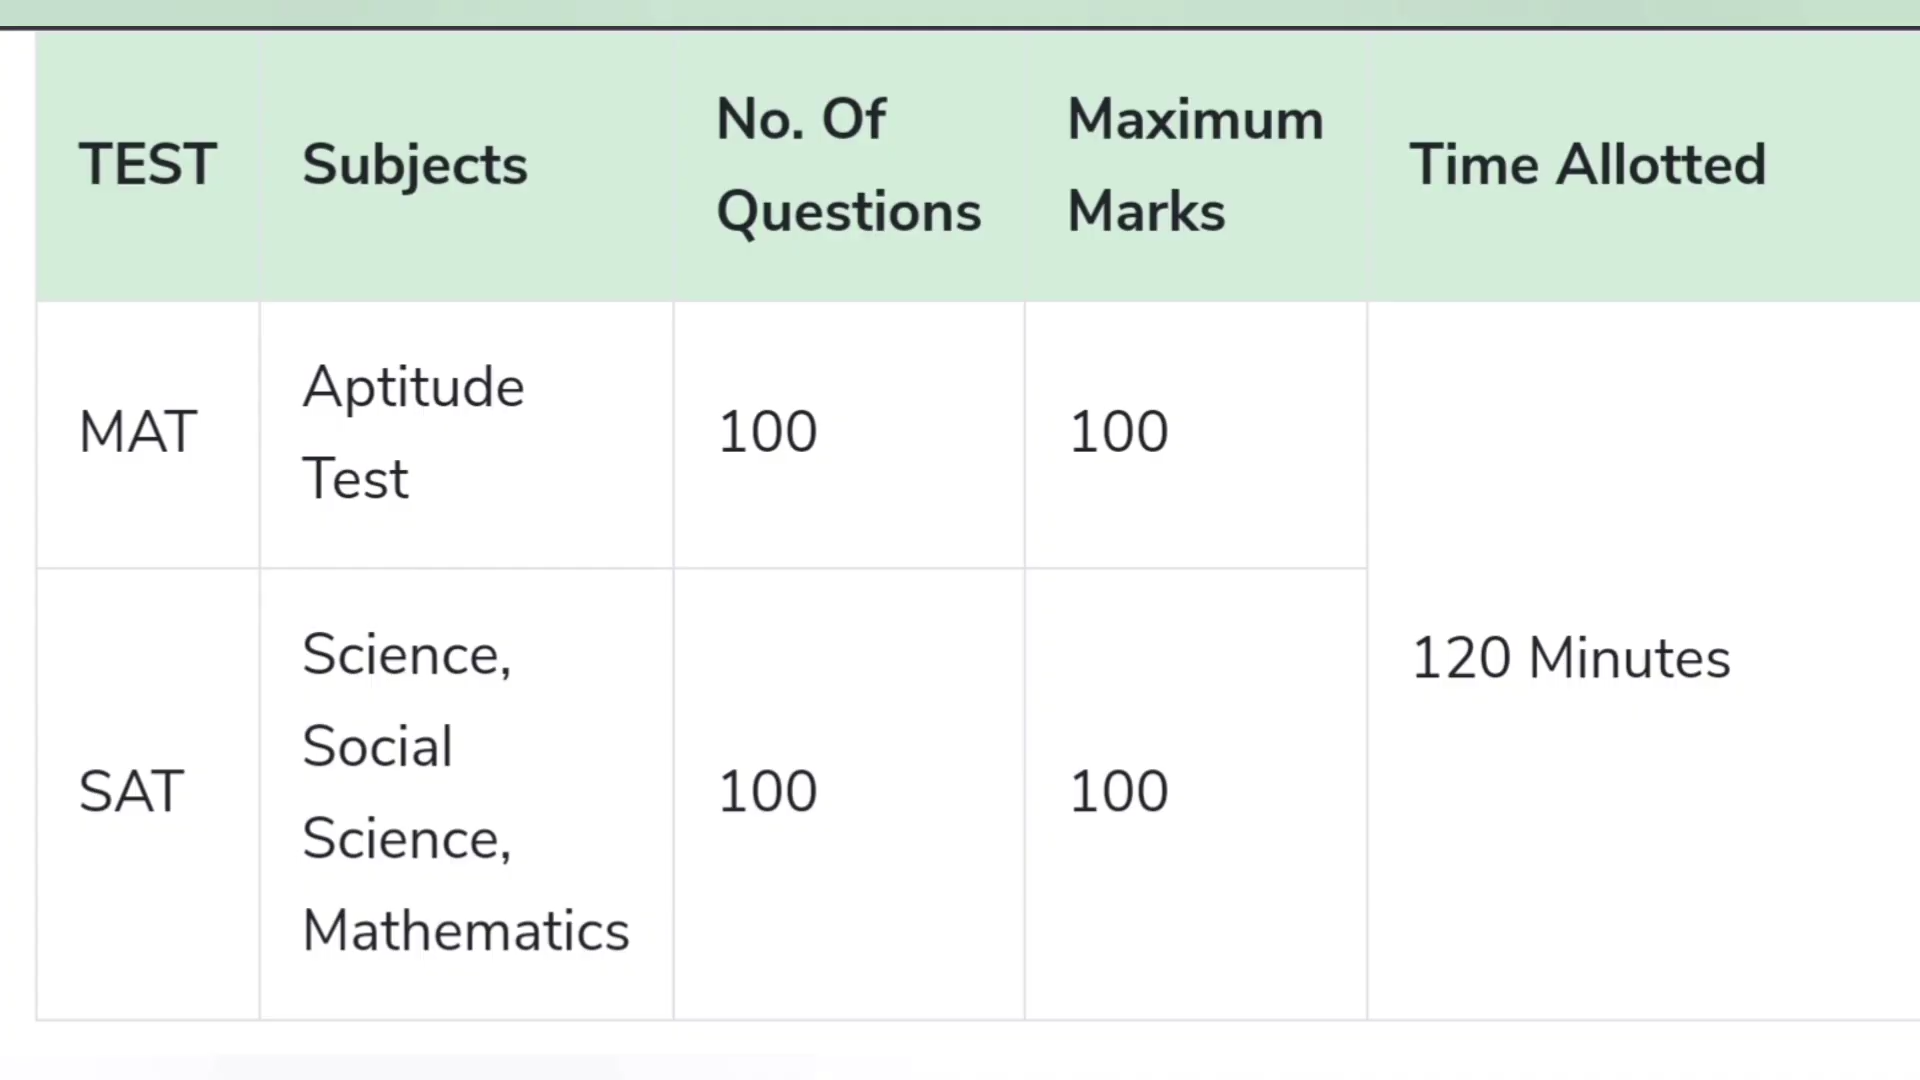 TEST
Subjects
No. Of
Questions
Maximum
Marks
Time Allotted
MAT
Aptitude
Test
100
100
120 Minutes
SAT
Science,
Social
Science,
Mathematics
100
100